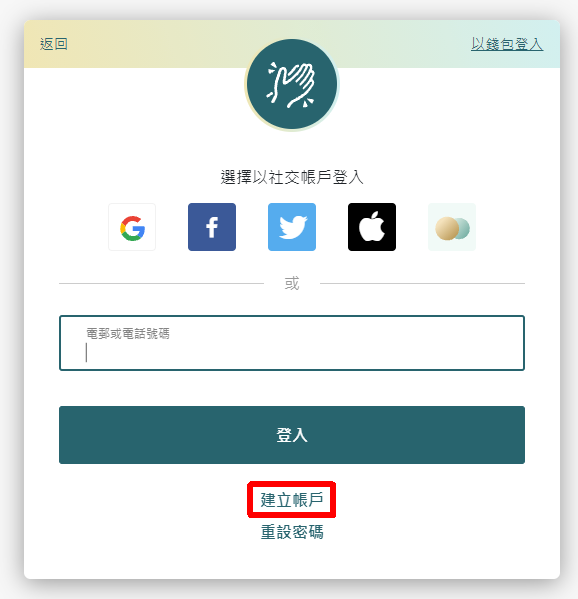 返回
以錢包登入
選擇以社交帳戶登入
或
電郵或電話號碼
登入
建立帳戶
重設密碼